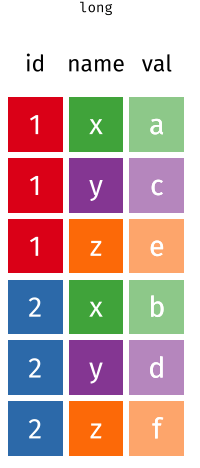 long
id name val
1 x a
1 y c
1 z e
2 x b
2 y d
2 z f